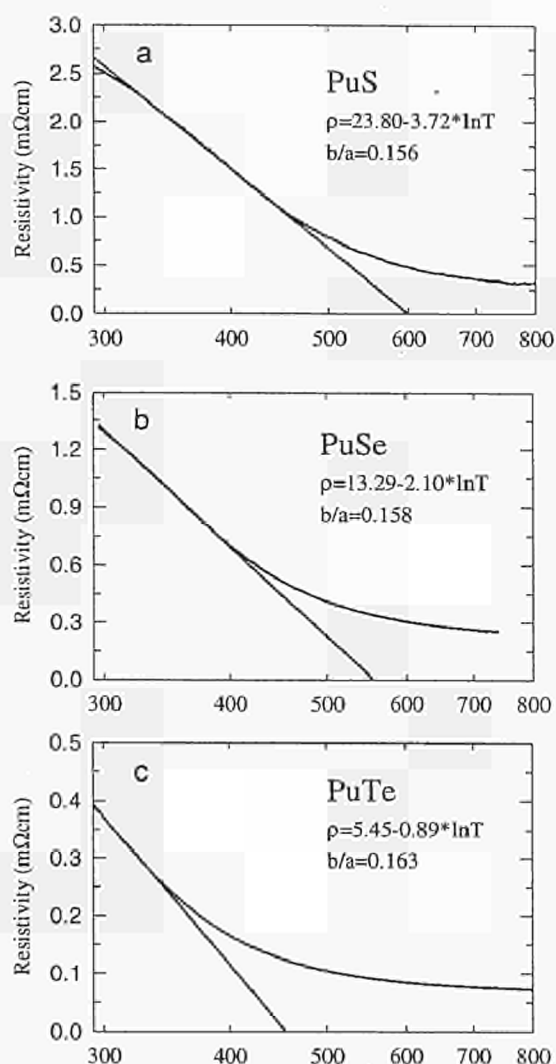 3.0
a
2.5
PuS
2.0
ρ=23.80-3.72*lnT
b/a=0.156
1.5
1.0
0.5
0.0
Resistivity (mΩcm)
300 400 500 600 700 800
1.5
b
1.2
PuSe
ρ=13.29-2.10*lnT
0.9
b/a=0.158
0.6
0.3
0.0
Resistivity (mΩcm)
300 400 500 600 700 800
0.5
c
PuTe
0.4
ρ=5.45-0.89*lnT
b/a=0.163
0.3
0.2
0.1
0.0
Resistivity (mΩcm)
300 400 500 600 700 800